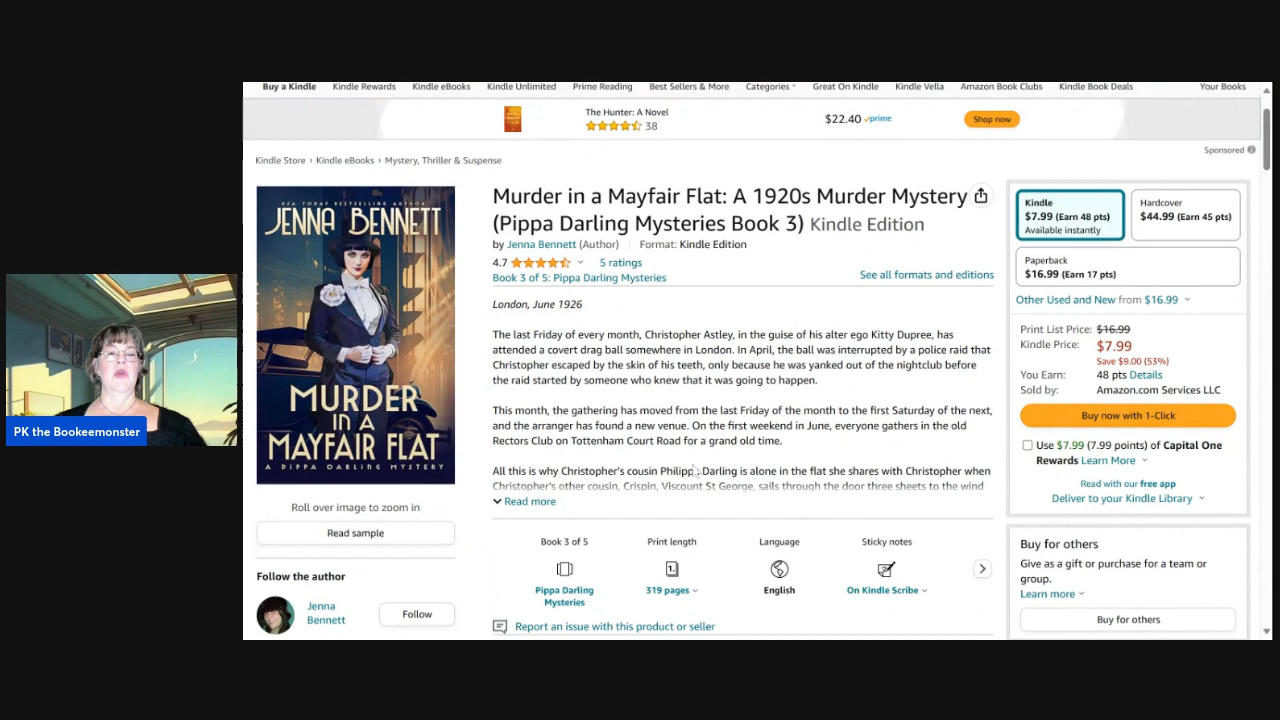 Buy a Kindle Kindle Rewards Kindle eBooks Kindle Unlimited Prime Reading Best Sellers & More Categories Great On Kindle Kindle Vella Amazon Book Clubs Kindle Book Deals Your Books
The Hunter: A Novel
38
$22.40 prime
Shop now
Sponsored
Kindle Store › Kindle eBooks › Mystery, Thriller & Suspense
USA TODAY BESTSELLING AUTHOR
JENNA BENNETT
MURDER
IN A
MAYFAIR FLAT
A PIPPA DARLING MYSTERY
Roll over image to zoom in
Read sample
Follow the author
Jenna
Bennett
Follow
Murder in a Mayfair Flat: A 1920s Murder Mystery
(Pippa Darling Mysteries Book 3) Kindle Edition
by Jenna Bennett (Author) Format: Kindle Edition
4.7 5 ratings
Book 3 of 5: Pippa Darling Mysteries
See all formats and editions
London, June 1926
The last Friday of every month, Christopher Astley, in the guise of his alter ego Kitty Dupree, has
attended a covert drag ball somewhere in London. In April, the ball was interrupted by a police raid that
Christopher escaped by the skin of his teeth, only because he was yanked out of the nightclub before
the raid started by someone who knew that it was going to happen.
This month, the gathering has moved from the last Friday of the month to the first Saturday of the next,
and the arranger has found a new venue. On the first weekend in June, everyone gathers in the old
Rectors Club on Tottenham Court Road for a grand old time.
All this is why Christopher's cousin Philippa Darling is alone in the flat she shares with Christopher when
Christopher's other cousin, Crispin, Viscount St George, sails through the door three sheets to the wind
Read more
Book 3 of 5
Pippa Darling
Mysteries
Print length
1.
319 pages
Language
English
Sticky notes
On Kindle Scribe
Report an issue with this product or seller
Kindle
$7.99 (Earn 48 pts)
Available instantly
Hardcover
$44.99 (Earn 45 pts)
Paperback
$16.99 (Earn 17 pts)
Other Used and New from $16.99
Print List Price: $16.99
Kindle Price: $7.99
Save $9.00 (53%)
You Earn: 48 pts Details
Sold by: Amazon.com Services LLC
Buy now with 1-Click
Use $7.99 (7.99 points) of Capital One
Rewards Learn More
Read with our free app
Deliver to your Kindle Library
Buy for others
Give as a gift or purchase for a team or
group.
Learn more
Buy for others
PK the Bookeemonster